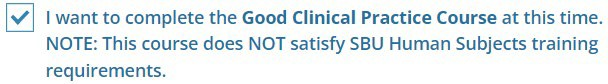 I want to complete the Good Clinical Practice Course at this time.
NOTE: This course does NOT satisfy SBU Human Subjects training
requirements.